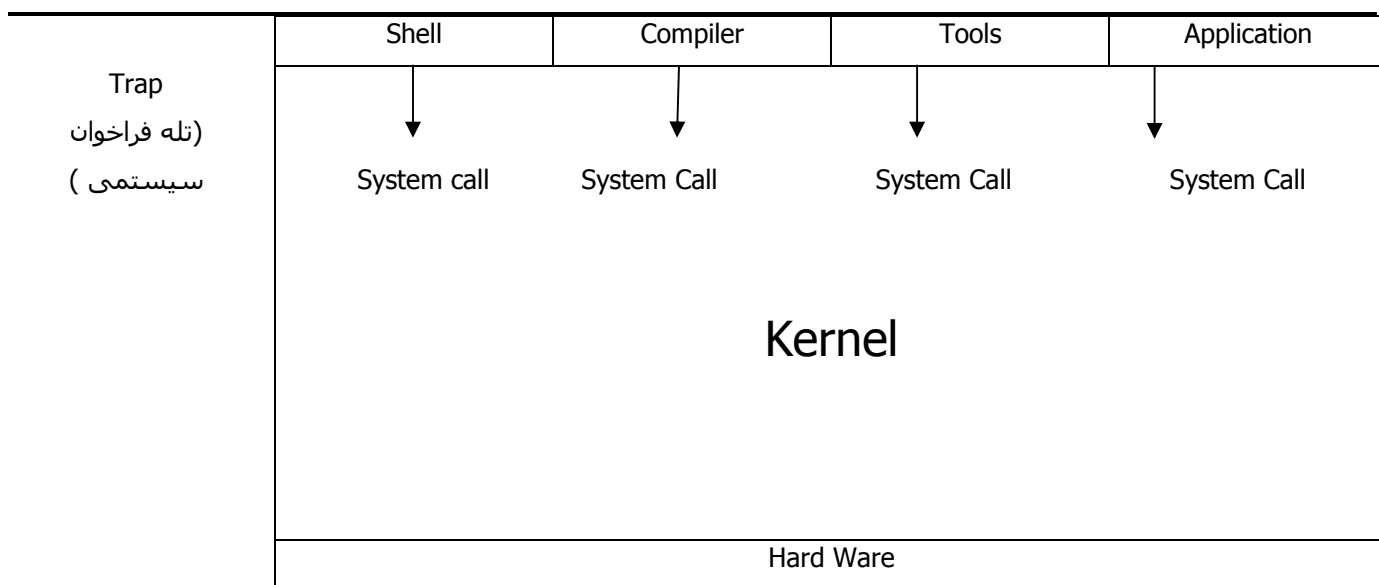 Shell Compiler Tools Application
Trap
(تله فراخوان
سیستمی )
System call System Call System Call System Call
Kernel
Hard Ware